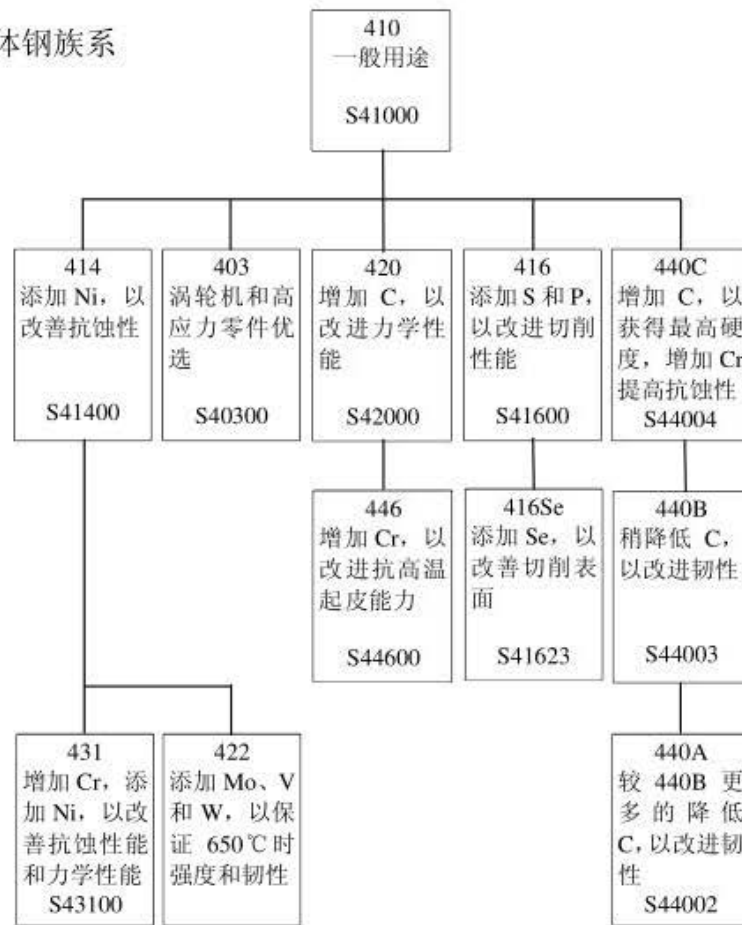 体钢族系
410
一般用途
S41000
414
添加 Ni，以
改善抗蚀性
S41400
403
涡轮机和高
应力零件优
选
S40300
420
增加 C，以
改进力学性
能
S42000
416
添加 S 和 P，
以改进切削
性能
S41600
440C
增加 C，以
获得最高硬
度，增加 Cr
提高抗蚀性
S44004
446
增加 Cr，以
改进抗高温
起皮能力
S44600
416Se
添加 Se，以
改善切削表
面
S41623
440B
稍降低 C，
以改进韧性
S44003
431
增加 Cr，添
加 Ni，以改
善抗蚀性能
和力学性能
S43100
422
添加 Mo、V
和 W，以保
证 650℃时
强度和韧性
440A
较 440B 更
多的降低
C，以改进韧
性
S44002